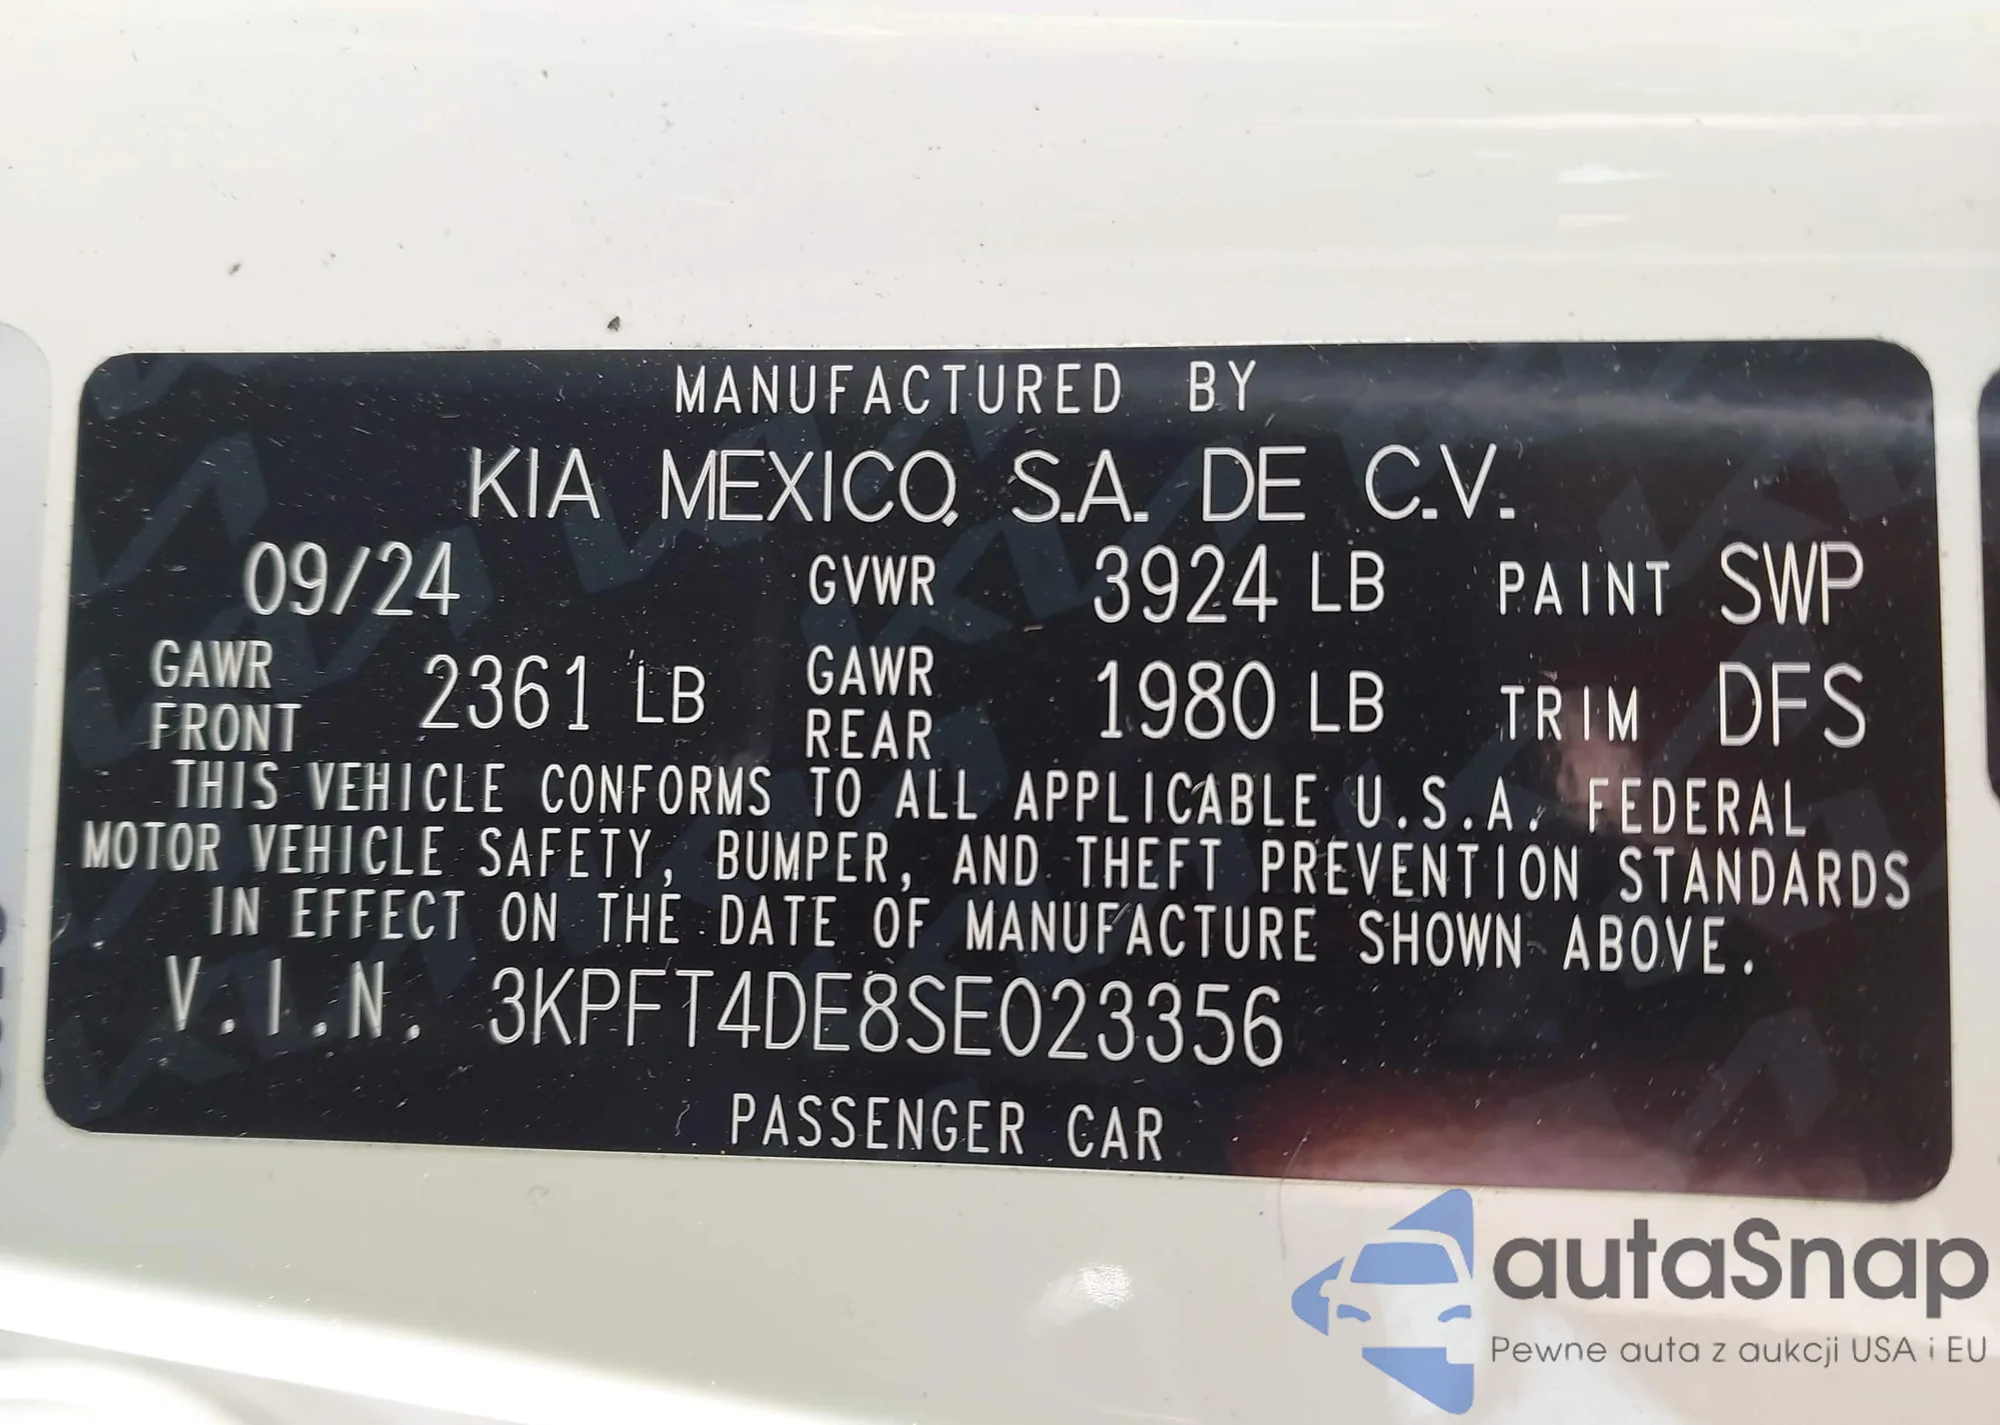 MANUFACTURED BY
KIA MEXICO, S.A. DE C.V.
09/24 GVWR 3924 LB PAINT SWP
GAWR FRONT 2361 LB GAWR REAR 1980 LB TRIM DFS
THIS VEHICLE CONFORMS TO ALL APPLICABLE U.S.A. FEDERAL
MOTOR VEHICLE SAFETY, BUMPER, AND THEFT PREVENTION STANDARDS
IN EFFECT ON THE DATE OF MANUFACTURE SHOWN ABOVE.
V.I.N. 3KPFT4DE8SE023356
PASSENGER CAR
autaSnap
Pewne auta z aukcji USA i EU